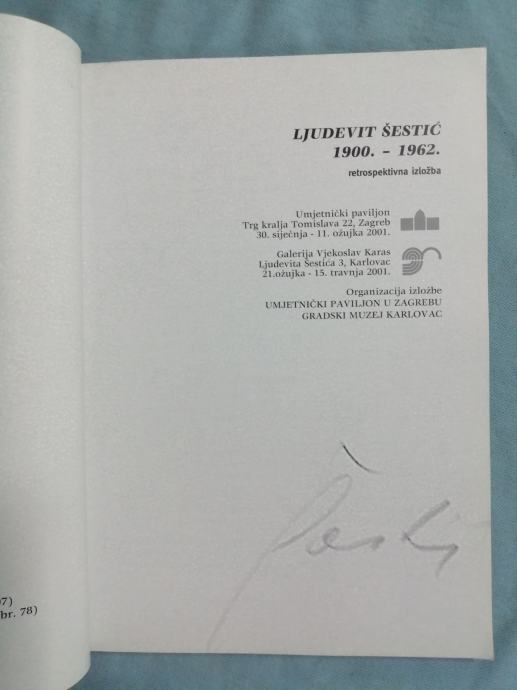 LJUDEVIT ŠESTIĆ
1900. – 1962.
retrospektivna izložba
Umjetnički paviljon
Trg kralja Tomislava 22, Zagreb
30. siječnja - 11. ožujka 2001.
Galerija Vjekoslav Karas
Ljudevita Šestića 3, Karlovac
21.ožujka - 15. travnja 2001.
Organizacija izložbe
UMJETNIČKI PAVILJON U ZAGREBU
GRADSKI MUZEJ KARLOVAC
7)
br. 78)